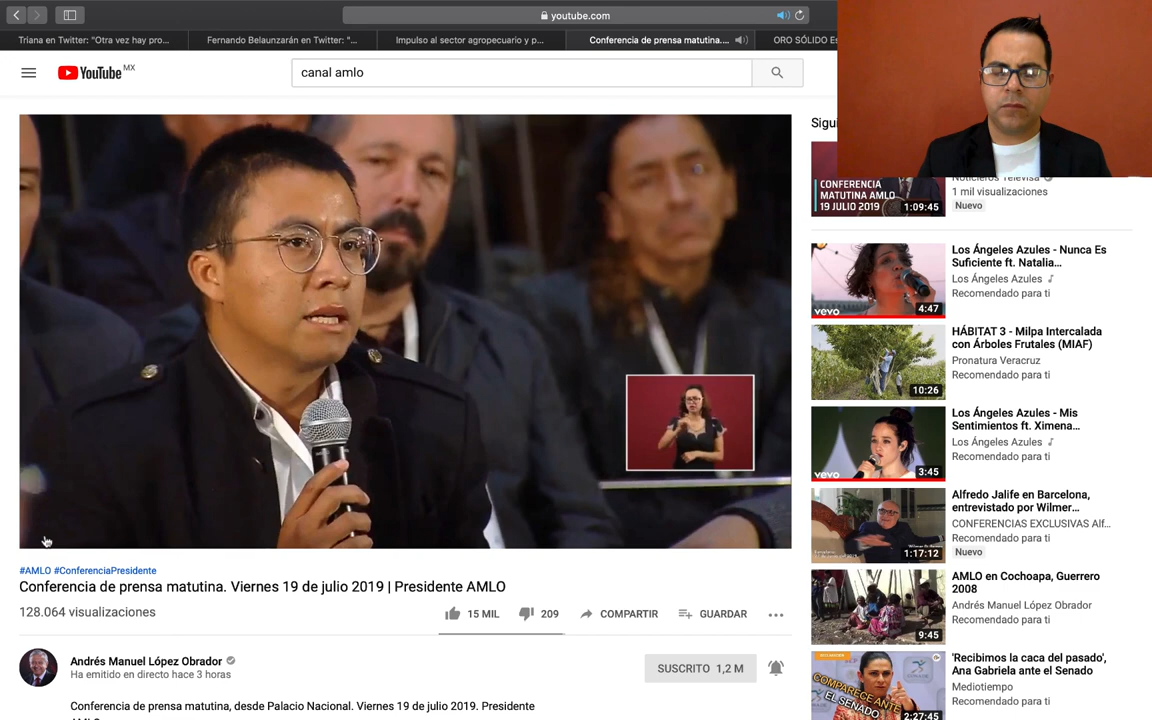 youtube.com
Triana en Twitter: "Otra vez hay pro...
Fernando Belaunzarán en Twitter: "...
Impulso al sector agropecuario y p...
Conferencia de prensa matutina....
ORO SÓLIDO Es
YouTube MX
canal amlo
Sigui
CONFERENCIA
MATUTINA AMLO
19 JULIO 2019
1:09:45
Noticieros Televisa
1 mil visualizaciones
Nuevo
vevo
4:47
Los Ángeles Azules - Nunca Es
Suficiente ft. Natalia...
Los Ángeles Azules
Recomendado para ti
10:26
HÁBITAT 3 - Milpa Intercalada
con Árboles Frutales (MIAF)
Pronatura Veracruz
Recomendado para ti
vevo
3:45
Los Ángeles Azules - Mis
Sentimientos ft. Ximena...
Los Ángeles Azules
Recomendado para ti
1:17:12
Alfredo Jalife en Barcelona,
entrevistado por Wilmer...
CONFERENCIAS EXCLUSIVAS Alf...
Recomendado para ti
Nuevo
9:45
AMLO en Cochoapa, Guerrero
2008
Andrés Manuel López Obrador
Recomendado para ti
COMPARECE ANTE
EL SENADO
2:27:45
'Recibimos la caca del pasado',
Ana Gabriela ante el Senado
Mediotiempo
Recomendado para ti
#AMLO #ConferenciaPresidente
Conferencia de prensa matutina. Viernes 19 de julio 2019 | Presidente AMLO
128.064 visualizaciones
15 MIL
209
COMPARTIR
GUARDAR
Andrés Manuel López Obrador
Ha emitido en directo hace 3 horas
SUSCRITO 1,2 M
Conferencia de prensa matutina, desde Palacio Nacional. Viernes 19 de julio 2019. Presidente
AMLO